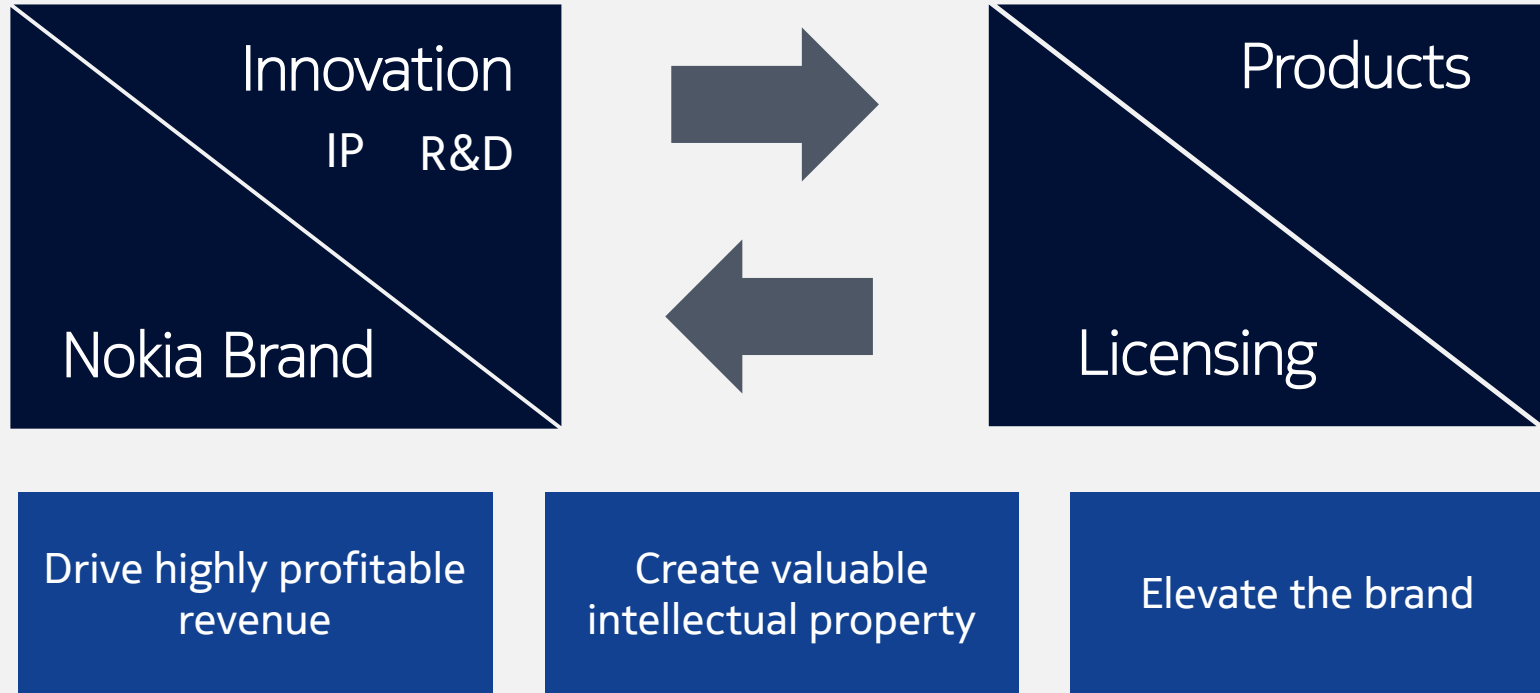 Innovation
IP R&D
Nokia Brand
Products
Licensing
Drive highly profitable
revenue
Create valuable
intellectual property
Elevate the brand